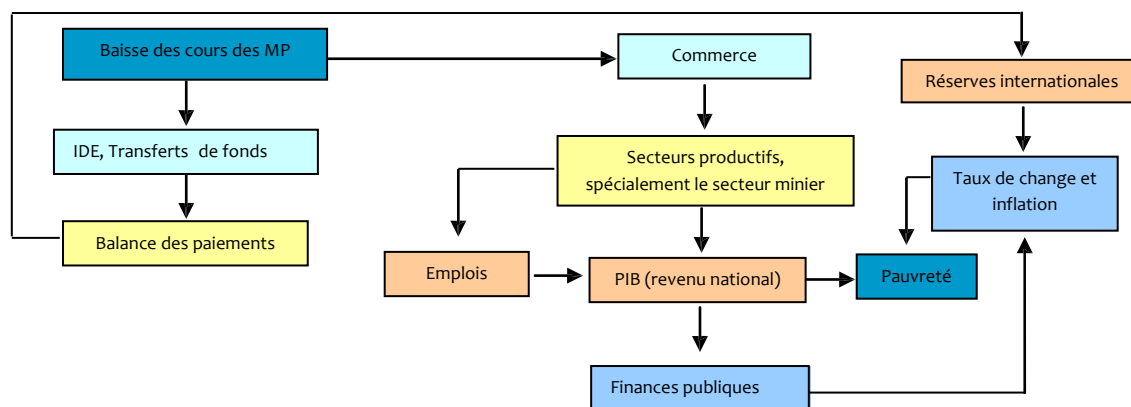 Baisse des cours des MP
Commerce
Réserves internationales
IDE, Transferts de fonds
Secteurs productifs,
spécialement le secteur minier
Taux de change et
inflation
Balance des paiements
Emplois
PIB (revenu national)
Pauvreté
Finances publiques